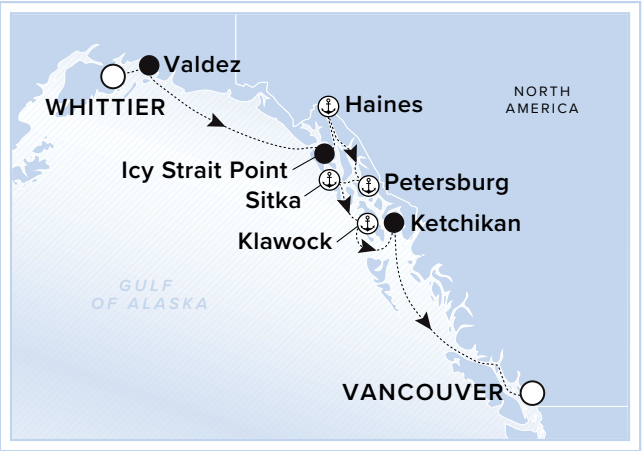 Valdez
WHITTIER
Haines
NORTH
AMERICA
Icy Strait Point
Petersburg
Sitka
Ketchikan
Klawock
GULF
OF ALASKA
VANCOUVER